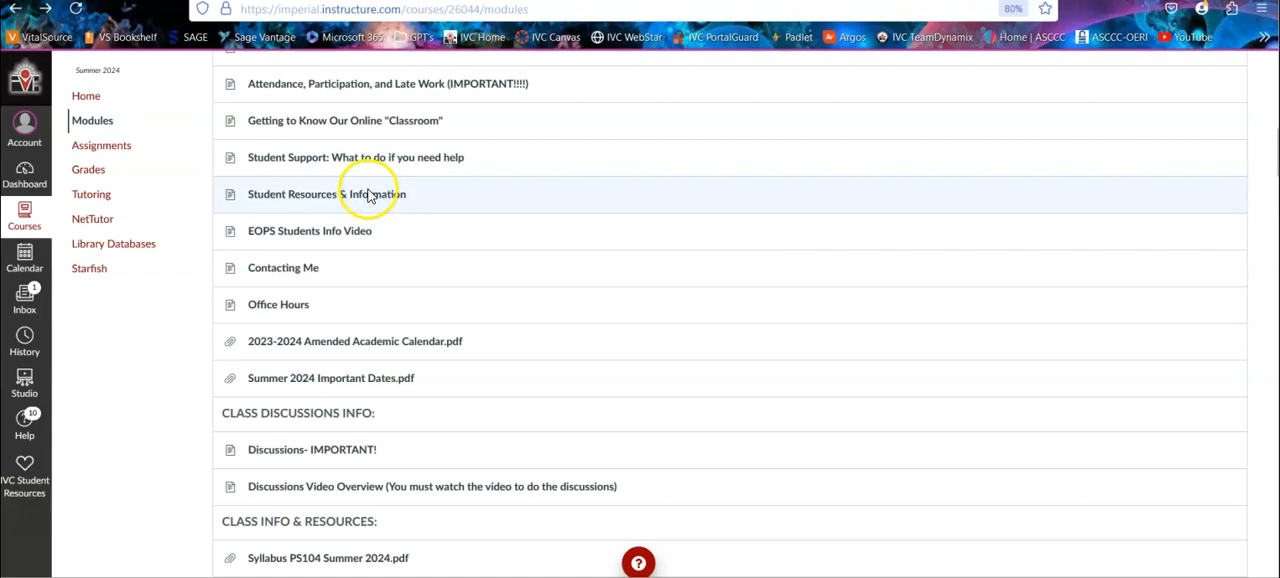 https://imperial.instructure.com/courses/26044/modules
80%
VitalSource
VS Bookshelf
SAGE
Sage Vantage
Microsoft 365
GPT's
IVC Home
IVC Canvas
IVC WebStar
IVC PortalGuard
Padlet
Argos
IVC TeamDynamix
Home | ASCCC
ASCCC-OERI
YouTube
Account
Dashboard
Courses
Calendar
1
Inbox
History
Studio
10
Help
IVC Student
Resources
Summer 2024
Home
Modules
Assignments
Grades
Tutoring
NetTutor
Library Databases
Starfish
Attendance, Participation, and Late Work (IMPORTANT!!!!)
Getting to Know Our Online "Classroom"
Student Support: What to do if you need help
Student Resources & Information
EOPS Students Info Video
Contacting Me
Office Hours
2023-2024 Amended Academic Calendar.pdf
Summer 2024 Important Dates.pdf
CLASS DISCUSSIONS INFO:
Discussions- IMPORTANT!
Discussions Video Overview (You must watch the video to do the discussions)
CLASS INFO & RESOURCES:
Syllabus PS104 Summer 2024.pdf
?